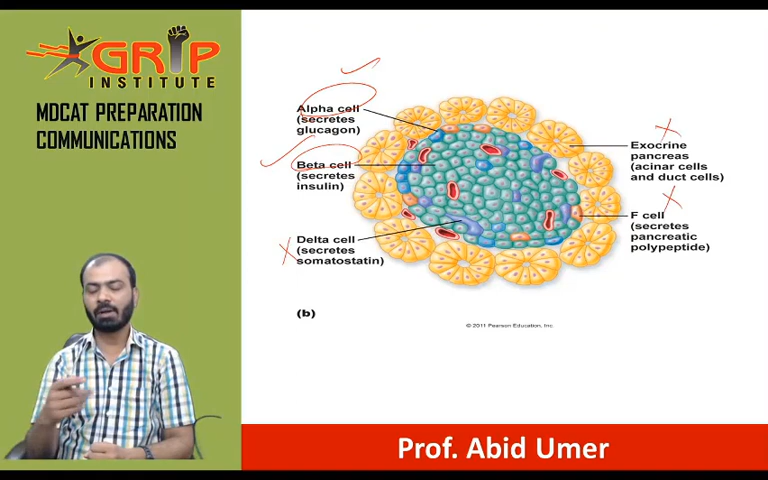 GRIP
INSTITUTE
MDCAT PREPARATION
COMMUNICATIONS
Alpha cell
(secretes
glucagon)
Beta cell
(secretes
insulin)
Delta cell
(secretes
somatostatin)
Exocrine
pancreas
(acinar cells
and duct cells)
F cell
(secretes
pancreatic
polypeptide)
(b)
© 2011 Pearson Education, Inc.
Prof. Abid Umer